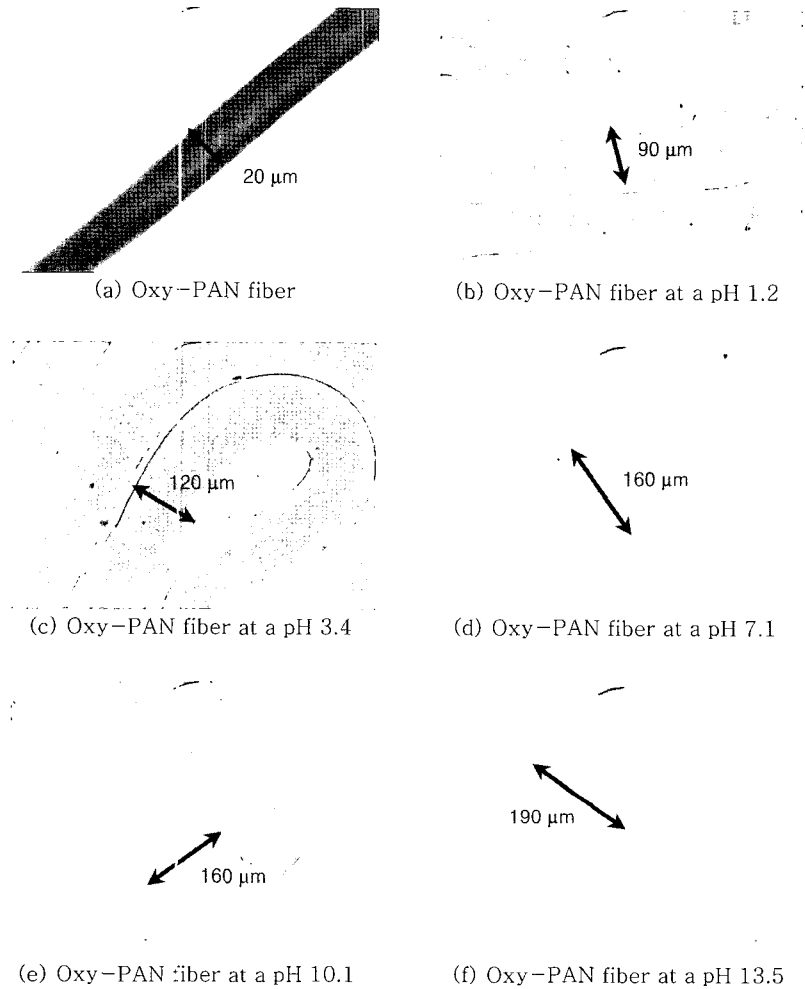 20 μm
90 μm
(a) Oxy-PAN fiber
(b) Oxy-PAN fiber at a pH 1.2
120 μm
160 μm
(c) Oxy-PAN fiber at a pH 3.4
(d) Oxy-PAN fiber at a pH 7.1
160 μm
190 μm
(e) Oxy-PAN fiber at a pH 10.1
(f) Oxy-PAN fiber at a pH 13.5